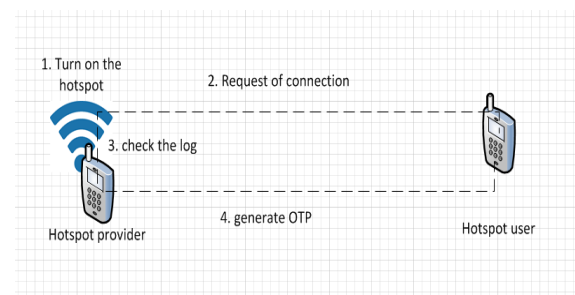 1. Turn on the
hotspot
2. Request of connection
3. check the log
4. generate OTP
Hotspot provider
Hotspot user